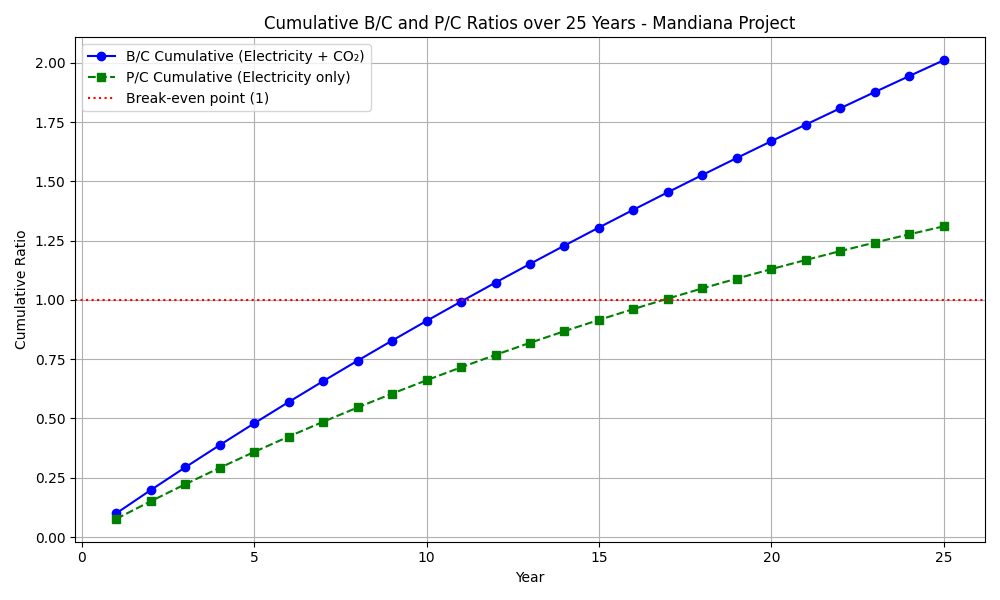 Cumulative B/C and P/C Ratios over 25 Years - Mandiana Project
B/C Cumulative (Electricity + CO₂)
P/C Cumulative (Electricity only)
Break-even point (1)
Cumulative Ratio
2.00
1.75
1.50
1.25
1.00
0.75
0.50
0.25
0.00
0 5 10 15 20 25
Year